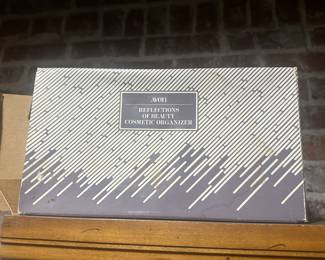 AVON
REFLECTIONS
OF BEAUTY
COSMETIC ORGANIZER